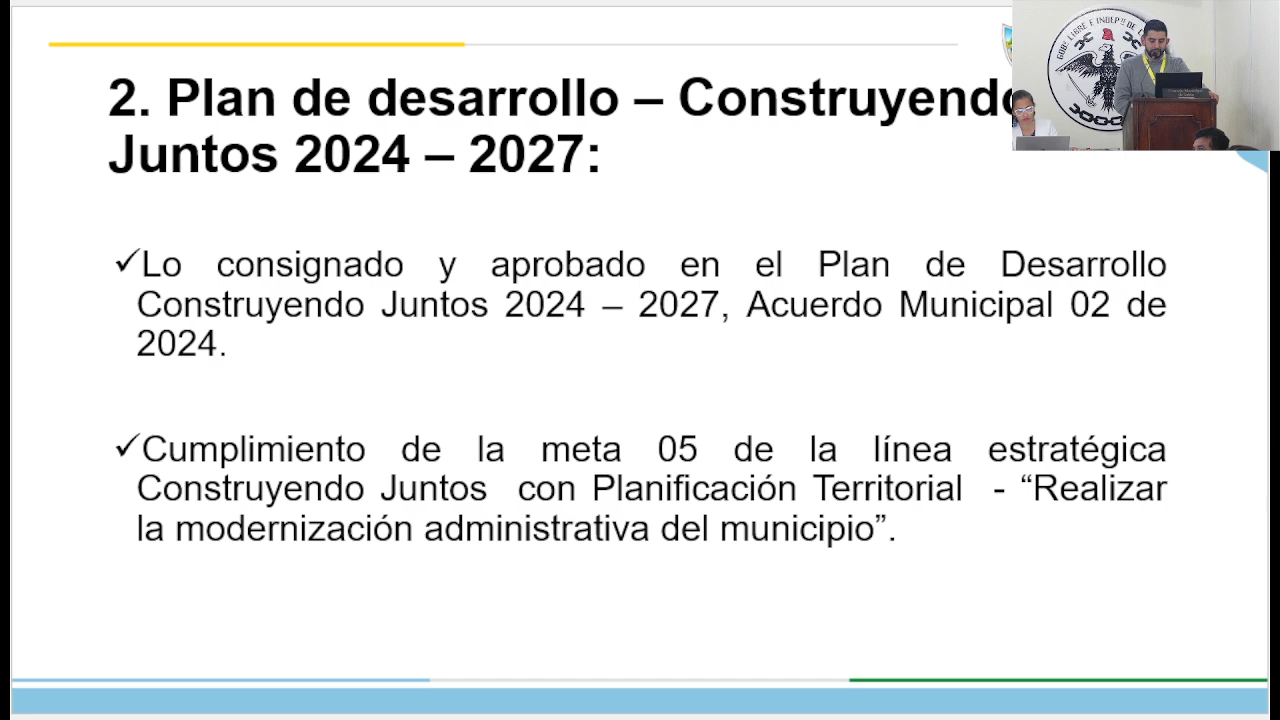 2. Plan de desarrollo – Construyendo
Juntos 2024 – 2027:
✓Lo consignado y aprobado en el Plan de Desarrollo
Construyendo Juntos 2024 – 2027, Acuerdo Municipal 02 de
2024.
✓Cumplimiento de la meta 05 de la línea estratégica
Construyendo Juntos con Planificación Territorial - “Realizar
la modernización administrativa del municipio”.